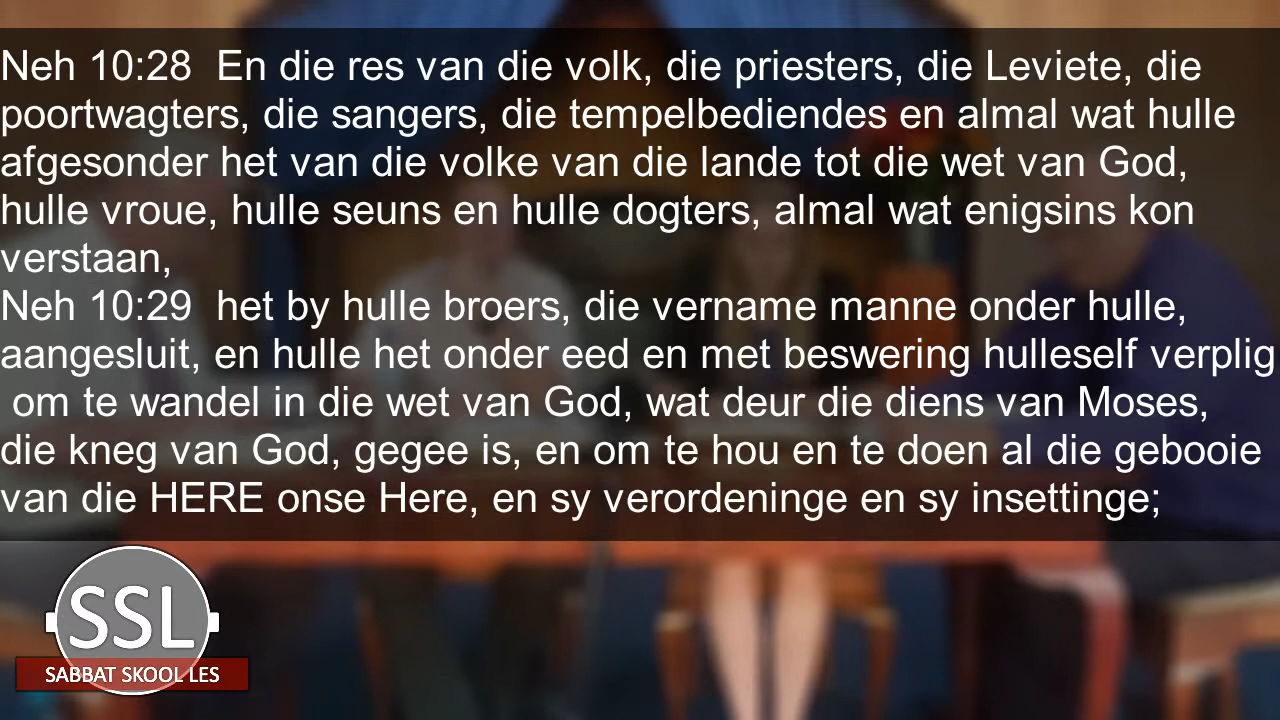 Neh 10:28  En die res van die volk, die priesters, die Leviete, die
poortwagters, die sangers, die tempelbediendes en almal wat hulle
afgesonder het van die volke van die lande tot die wet van God,
hulle vroue, hulle seuns en hulle dogters, almal wat enigsins kon
verstaan,
Neh 10:29  het by hulle broers, die vername manne onder hulle,
aangesluit, en hulle het onder eed en met beswering hulleself verplig
om te wandel in die wet van God, wat deur die diens van Moses,
die kneg van God, gegee is, en om te hou en te doen al die gebooie
van die HERE onse Here, en sy verordeninge en sy insettinge;
SSL
SABBAT SKOOL LES